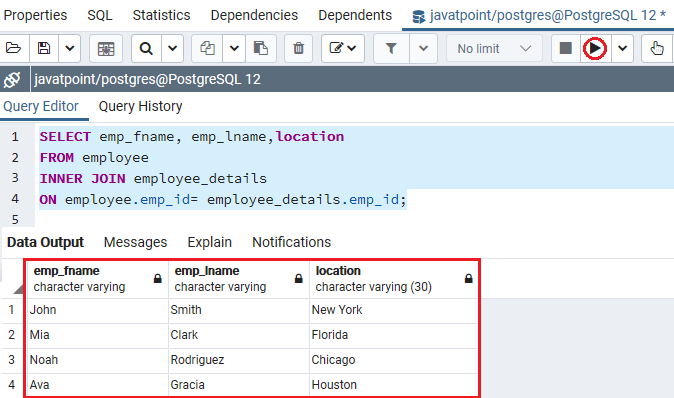 Properties SQL Statistics Dependencies Dependents javatpoint/postgres@PostgreSQL 12 *
No limit
javatpoint/postgres@PostgreSQL 12
Query Editor Query History
1 SELECT emp_fname, emp_lname,location
2 FROM employee
3 INNER JOIN employee_details
4 ON employee.emp_id= employee_details.emp_id;
5
Data Output Messages Explain Notifications
emp_fname emp_lname location
character varying character varying character varying (30)
1 John Smith New York
2 Mia Clark Florida
3 Noah Rodriguez Chicago
4 Ava Gracia Houston